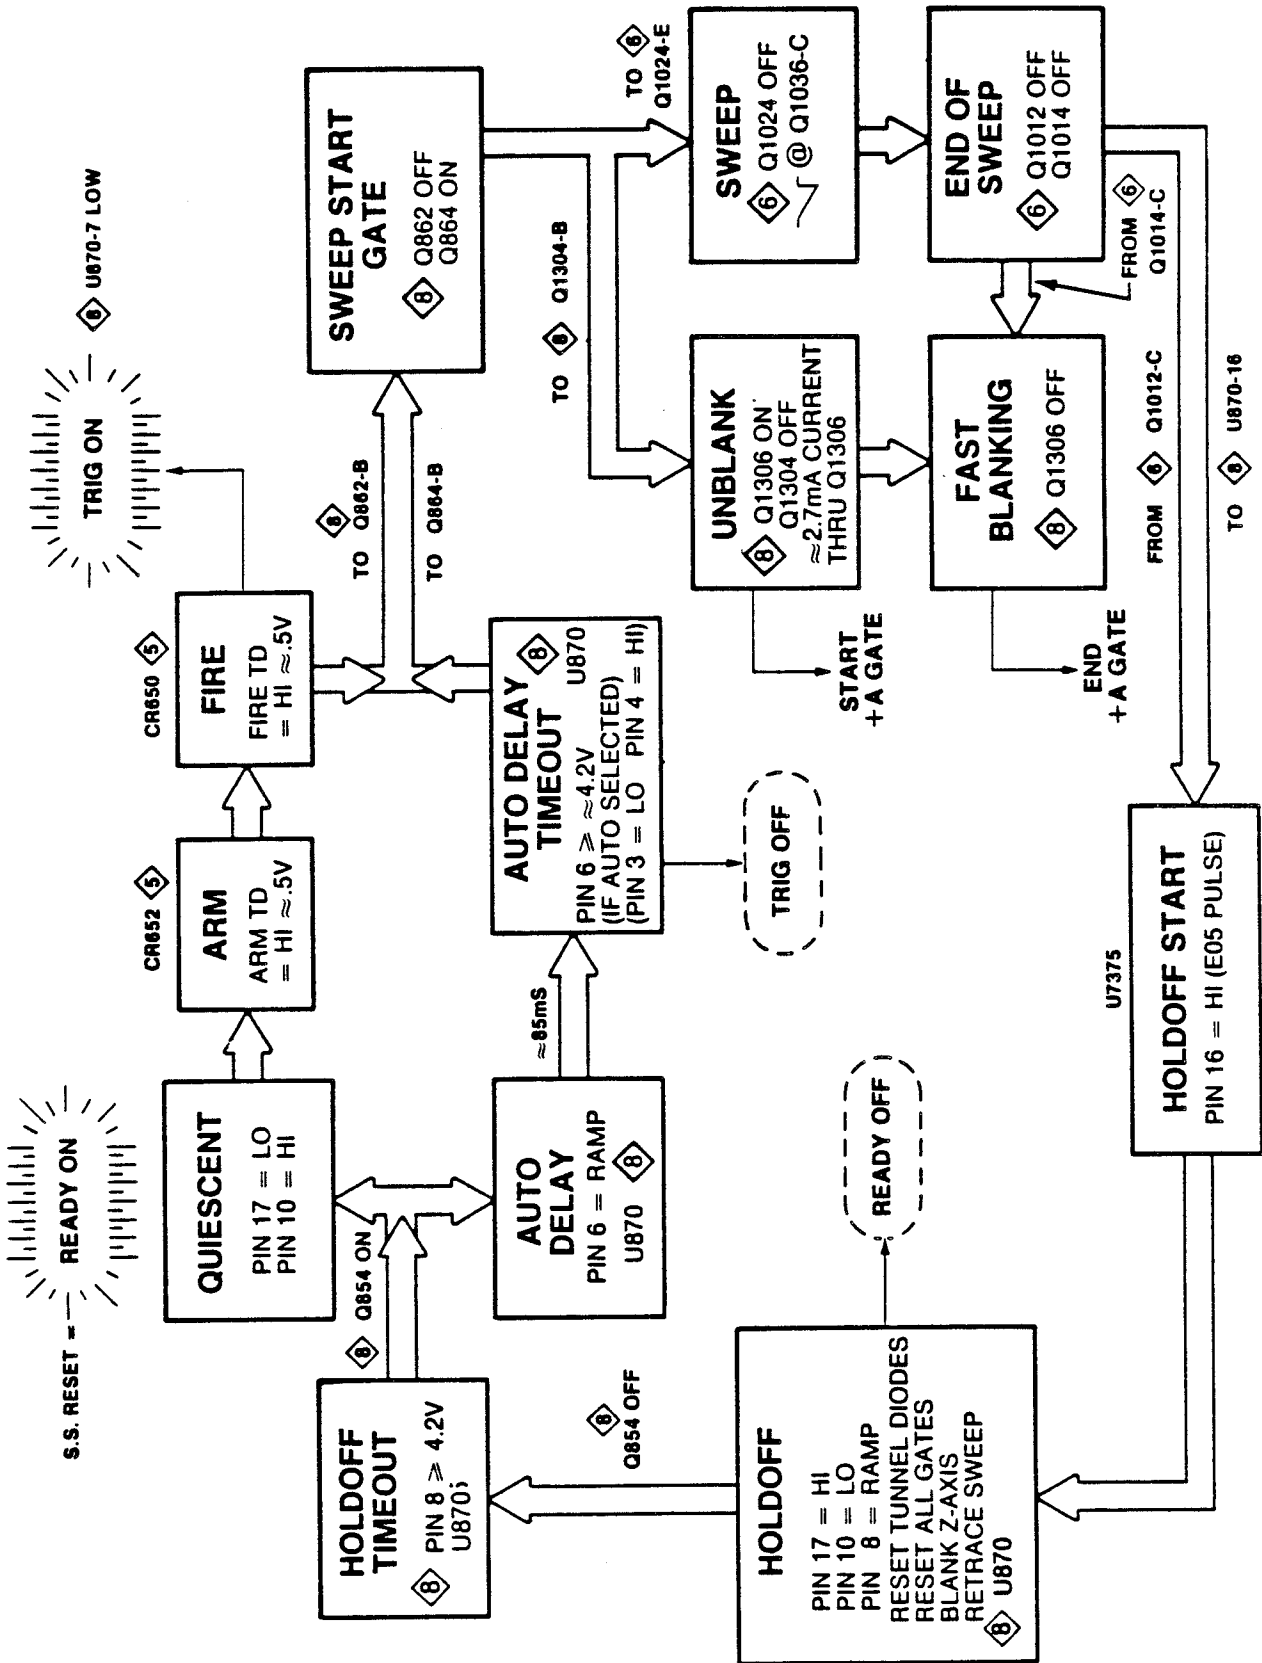 S.S. RESET =
READY ON
TRIG ON
8 U870-7 LOW
QUIESCENT
PIN 17 = LO
PIN 10 = HI
CR652 5
ARM
ARM TD
= HI ≈.5V
CR650 5
FIRE
FIRE TD
= HI ≈.5V
8
TO Q862-B
TO Q864-B
SWEEP START
GATE
8 Q862 OFF
Q864 ON
HOLDOFF
TIMEOUT
8 PIN 8 ⩾ 4.2V
U870
8 Q854 ON
AUTO
DELAY
PIN 6 = RAMP
U870 8
≈85mS
AUTO DELAY
TIMEOUT 8
U870
PIN 6 ⩾ ≈4.2V
(IF AUTO SELECTED)
(PIN 3 = LO PIN 4 = HI)
TRIG OFF
TO 8 Q1304-B
TO 6
Q1024-E
8
Q854 OFF
UNBLANK
8 Q1306 ON
Q1304 OFF
≈2.7mA CURRENT
THRU Q1306
START
+A GATE
SWEEP
6 Q1024 OFF
@ Q1036-C
HOLDOFF
PIN 17 = HI
PIN 10 = LO
PIN 8 = RAMP
RESET TUNNEL DIODES
RESET ALL GATES
BLANK Z-AXIS
RETRACE SWEEP
8 U870
READY OFF
FAST
BLANKING
8 Q1306 OFF
END
+A GATE
END OF
SWEEP
6 Q1012 OFF
Q1014 OFF
FROM 6
Q1014-C
FROM 6 Q1012-C
TO 8 U870-16
U7375
HOLDOFF START
PIN 16 = HI (E05 PULSE)